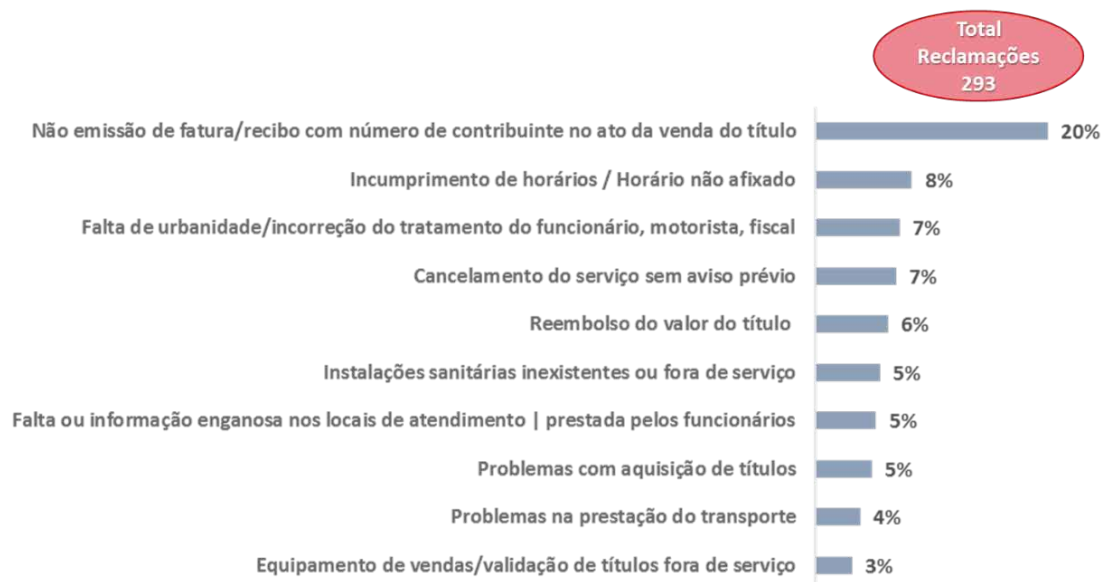 Total
Reclamações
293
Não emissão de fatura/recibo com número de contribuinte no ato da venda do título 20%
Incumprimento de horários / Horário não afixado 8%
Falta de urbanidade/incorreção do tratamento do funcionário, motorista, fiscal 7%
Cancelamento do serviço sem aviso prévio 7%
Reembolso do valor do título 6%
Instalações sanitárias inexistentes ou fora de serviço 5%
Falta ou informação enganosa nos locais de atendimento | prestada pelos funcionários 5%
Problemas com aquisição de títulos 5%
Problemas na prestação do transporte 4%
Equipamento de vendas/validação de títulos fora de serviço 3%